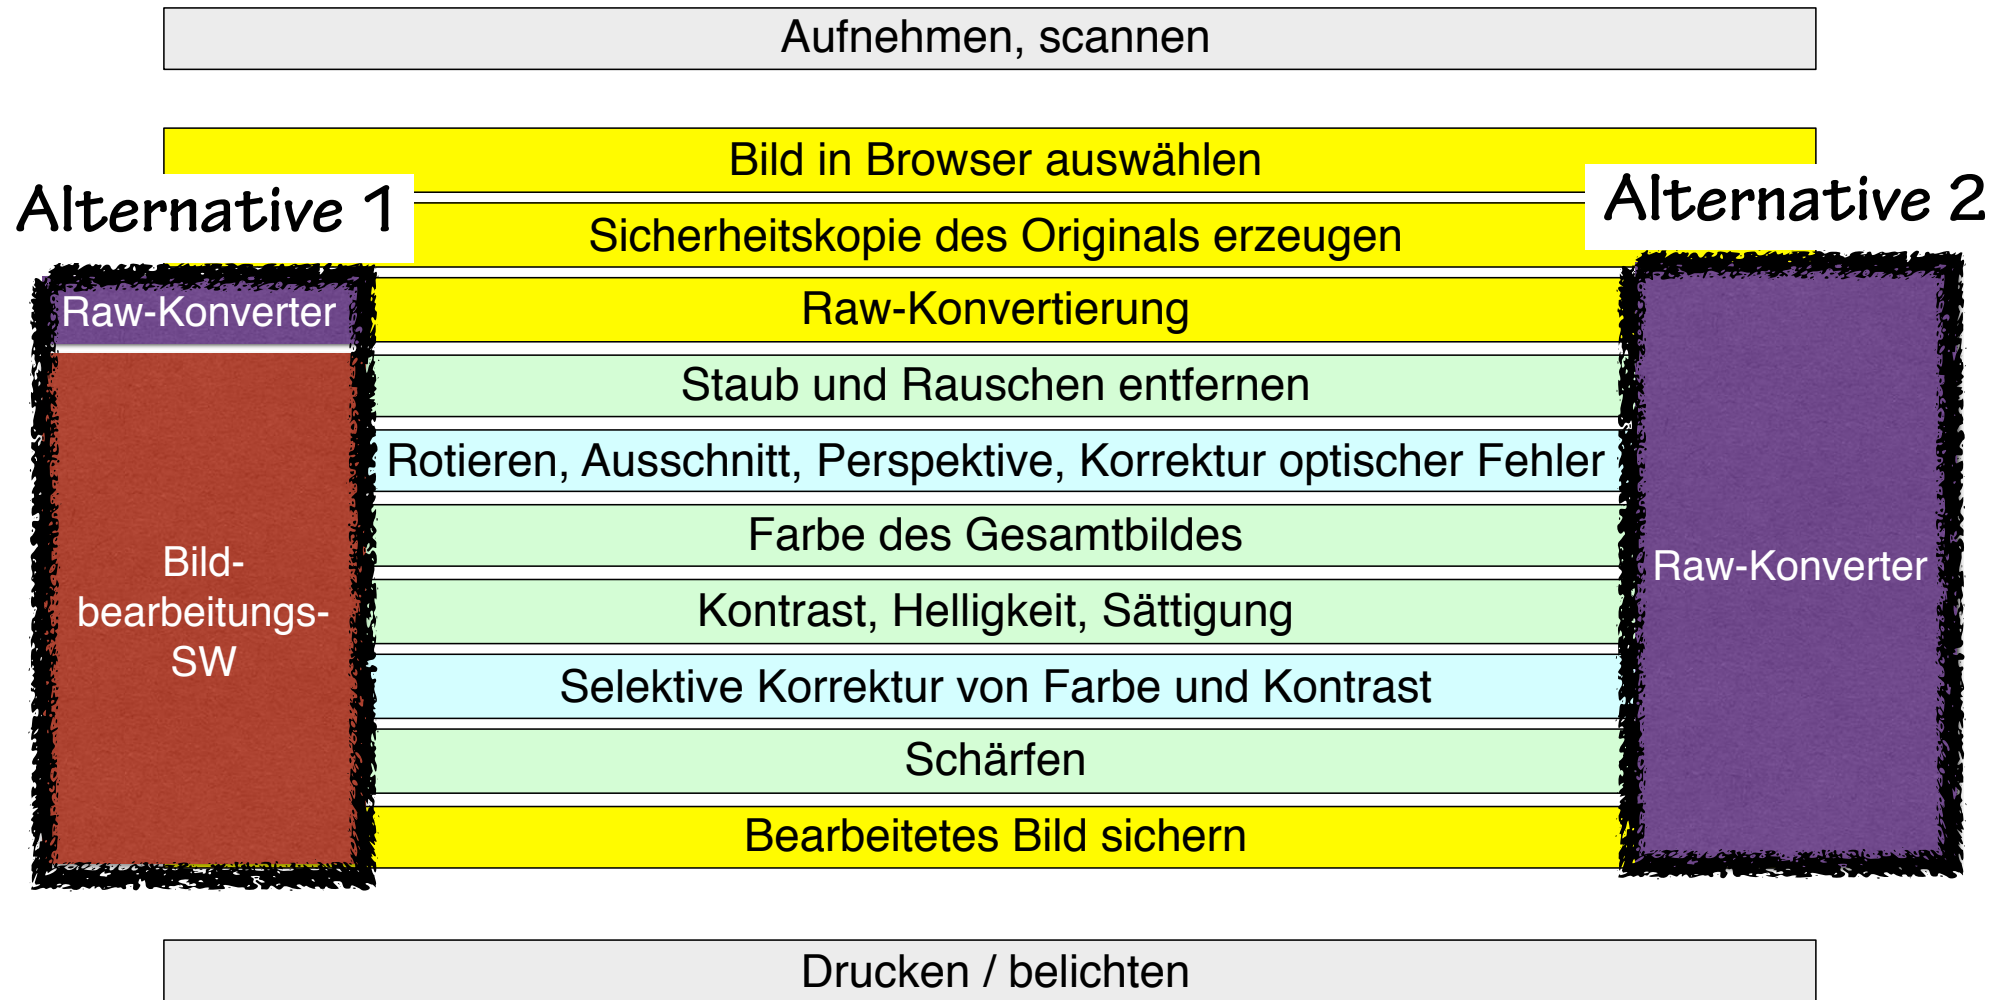 Aufnehmen, scannen
Bild in Browser auswählen
Alternative 1
Alternative 2
Sicherheitskopie des Originals erzeugen
Raw-Konverter
Raw-Konvertierung
Staub und Rauschen entfernen
Rotieren, Ausschnitt, Perspektive, Korrektur optischer Fehler
Farbe des Gesamtbildes
Bild-
bearbeitungs-
SW
Raw-Konverter
Kontrast, Helligkeit, Sättigung
Selektive Korrektur von Farbe und Kontrast
Schärfen
Bearbeitetes Bild sichern
Drucken / belichten